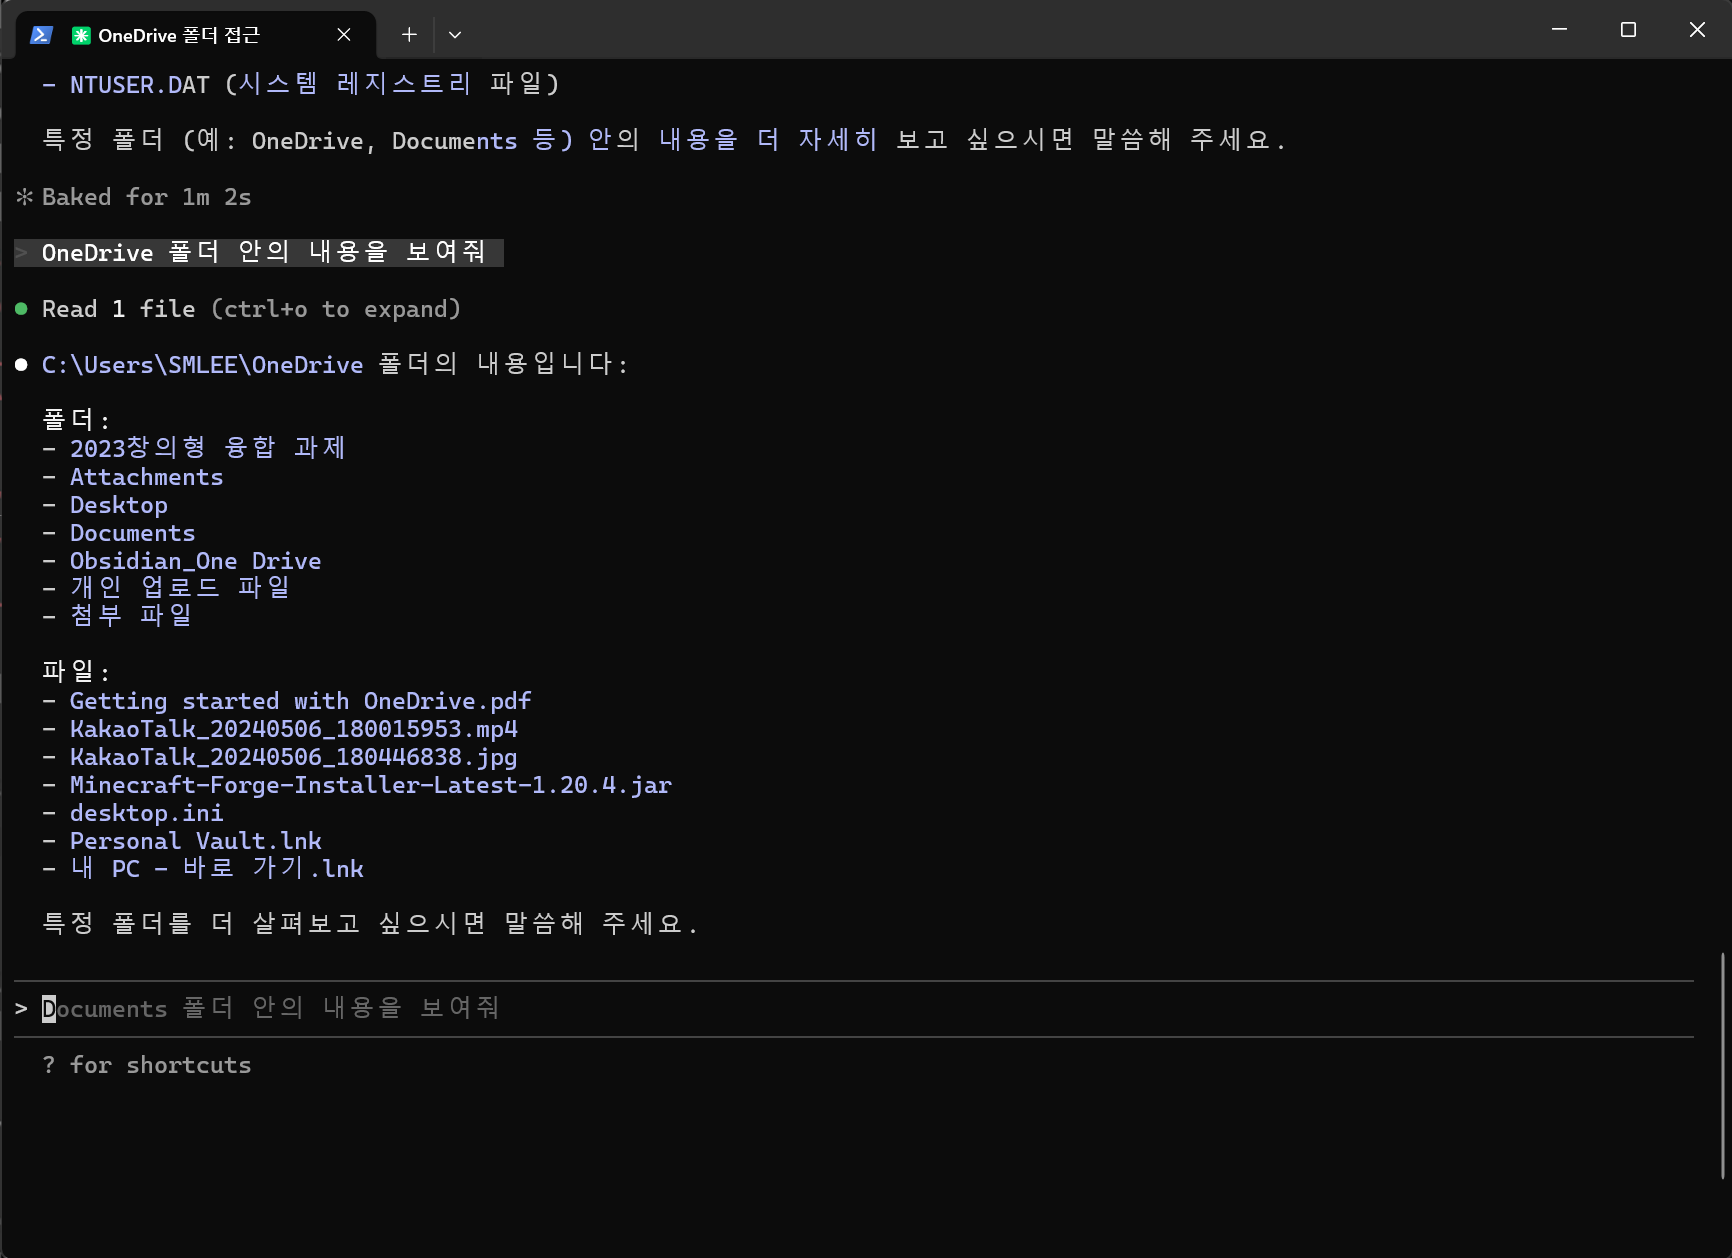 OneDrive 폴더 접근
- NTUSER.DAT (시스템 레지스트리 파일)
특정 폴더 (예: OneDrive, Documents 등) 안의 내용을 더 자세히 보고 싶으시면 말씀해 주세요.
✻ Baked for 1m 2s
> OneDrive 폴더 안의 내용을 보여줘
● Read 1 file (ctrl+o to expand)
● C:\Users\SMLEE\OneDrive 폴더의 내용입니다:
폴더:
- 2023창의형 융합 과제
- Attachments
- Desktop
- Documents
- Obsidian_One Drive
- 개인 업로드 파일
- 첨부 파일
파일:
- Getting started with OneDrive.pdf
- KakaoTalk_20240506_180015953.mp4
- KakaoTalk_20240506_180446838.jpg
- Minecraft-Forge-Installer-Latest-1.20.4.jar
- desktop.ini
- Personal Vault.lnk
- 내 PC - 바로 가기.lnk
특정 폴더를 더 살펴보고 싶으시면 말씀해 주세요.
> Documents 폴더 안의 내용을 보여줘
? for shortcuts